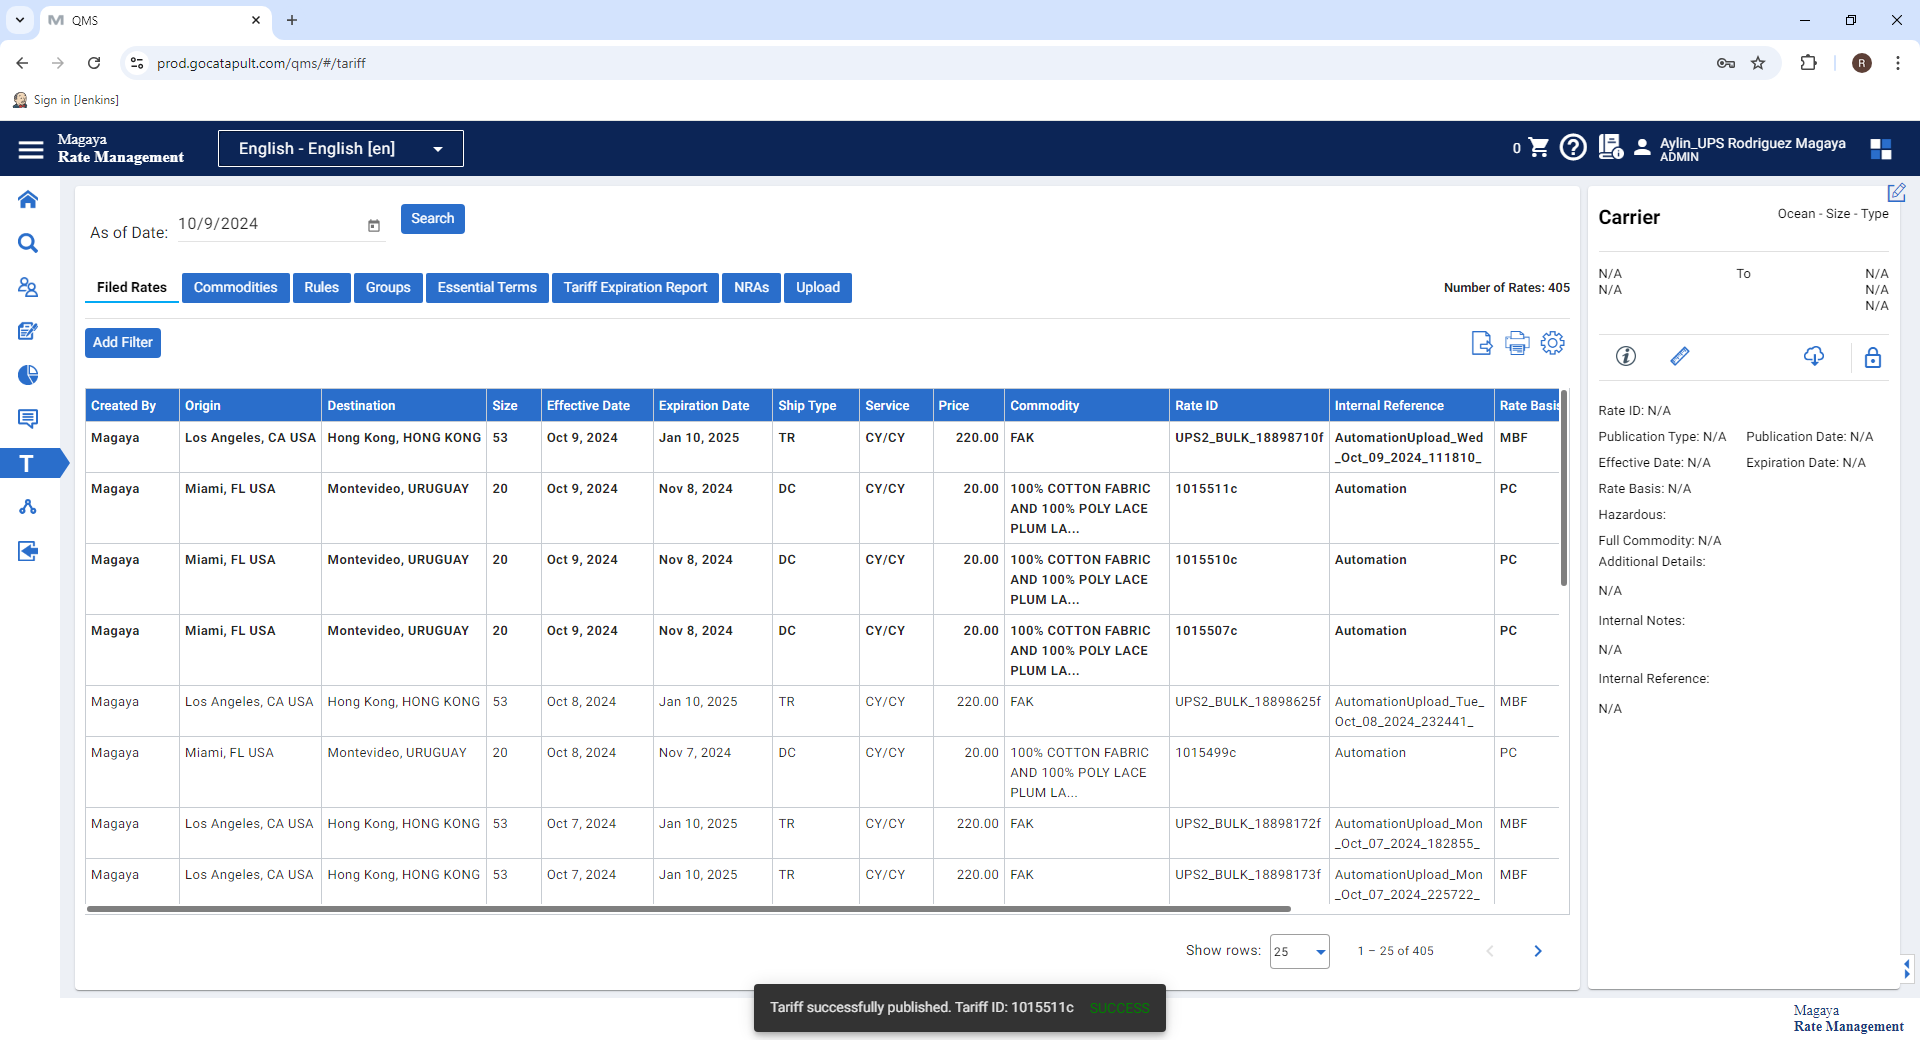 QMS
prod.gocatapult.com/qms/#/tariff
R
Sign in [Jenkins]
Magaya
Rate Management
English - English [en]
0
Aylin_UPS Rodriguez Magaya
ADMIN
As of Date:
10/9/2024
Search
Filed Rates
Commodities
Rules
Groups
Essential Terms
Tariff Expiration Report
NRAs
Upload
Number of Rates: 405
Add Filter
Created By Origin Destination Size Effective Date Expiration Date Ship Type Service Price Commodity Rate ID Internal Reference Rate Basis
Magaya Los Angeles, CA USA Hong Kong, HONG KONG 53 Oct 9, 2024 Jan 10, 2025 TR CY/CY 220.00 FAK UPS2_BULK_18898710f AutomationUpload_Wed MBF
_Oct_09_2024_111810_
Magaya Miami, FL USA Montevideo, URUGUAY 20 Oct 9, 2024 Nov 8, 2024 DC CY/CY 20.00 100% COTTON FABRIC 1015511c Automation PC
AND 100% POLY LACE
PLUM LA...
Magaya Miami, FL USA Montevideo, URUGUAY 20 Oct 9, 2024 Nov 8, 2024 DC CY/CY 20.00 100% COTTON FABRIC 1015510c Automation PC
AND 100% POLY LACE
PLUM LA...
Magaya Miami, FL USA Montevideo, URUGUAY 20 Oct 9, 2024 Nov 8, 2024 DC CY/CY 20.00 100% COTTON FABRIC 1015507c Automation PC
AND 100% POLY LACE
PLUM LA...
Magaya Los Angeles, CA USA Hong Kong, HONG KONG 53 Oct 8, 2024 Jan 10, 2025 TR CY/CY 220.00 FAK UPS2_BULK_18898625f AutomationUpload_Tue_ MBF
Oct_08_2024_232441_
Magaya Miami, FL USA Montevideo, URUGUAY 20 Oct 8, 2024 Nov 7, 2024 DC CY/CY 20.00 100% COTTON FABRIC 1015499c Automation PC
AND 100% POLY LACE
PLUM LA...
Magaya Los Angeles, CA USA Hong Kong, HONG KONG 53 Oct 7, 2024 Jan 10, 2025 TR CY/CY 220.00 FAK UPS2_BULK_18898172f AutomationUpload_Mon MBF
_Oct_07_2024_182855_
Magaya Los Angeles, CA USA Hong Kong, HONG KONG 53 Oct 7, 2024 Jan 10, 2025 TR CY/CY 220.00 FAK UPS2_BULK_18898173f AutomationUpload_Mon MBF
_Oct_07_2024_225722_
Show rows: 25 1 – 25 of 405
Tariff successfully published. Tariff ID: 1015511c SUCCESS
Carrier
Ocean - Size - Type
N/A To N/A
N/A N/A
N/A
Rate ID: N/A
Publication Type: N/A Publication Date: N/A
Effective Date: N/A Expiration Date: N/A
Rate Basis: N/A
Hazardous:
Full Commodity: N/A
Additional Details:
N/A
Internal Notes:
N/A
Internal Reference:
N/A
T
Magaya
Rate Management